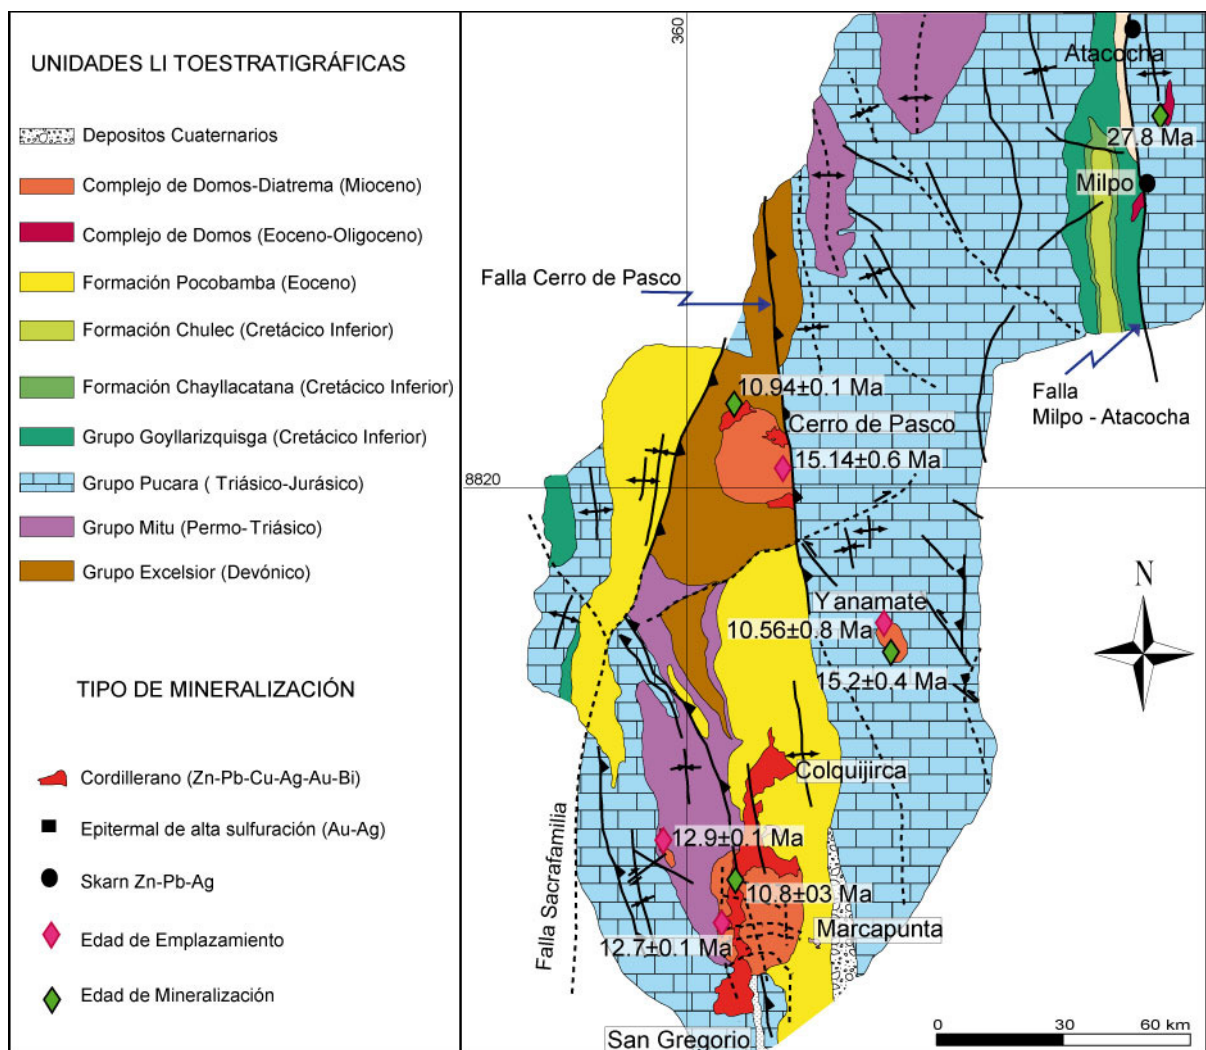 UNIDADES LI TOESTRATIGRÁFICAS
Depositos Cuaternarios
Complejo de Domos-Diatrema (Mioceno)
Complejo de Domos (Eoceno-Oligoceno)
Formación Pocobamba (Eoceno)
Formación Chulec (Cretácico Inferior)
Formación Chayllacatana (Cretácico Inferior)
Grupo Goyllarizquisga (Cretácico Inferior)
Grupo Pucara ( Triásico-Jurásico)
Grupo Mitu (Permo-Triásico)
Grupo Excelsior (Devónico)
TIPO DE MINERALIZACIÓN
Cordillerano (Zn-Pb-Cu-Ag-Au-Bi)
Epitermal de alta sulfuración (Au-Ag)
Skarn Zn-Pb-Ag
Edad de Emplazamiento
Edad de Mineralización
360
Atacocha
27.8 Ma
Milpo
Falla Cerro de Pasco
Falla
Milpo - Atacocha
10.94±0.1 Ma
Cerro de Pasco
15.14±0.6 Ma
8820
N
Yanamate
10.56±0.8 Ma
15.2±0.4 Ma
Colquijirca
12.9±0.1 Ma
10.8±03 Ma
Marcapunta
12.7±0.1 Ma
Falla Sacrafamilia
San Gregorio
0 30 60 km